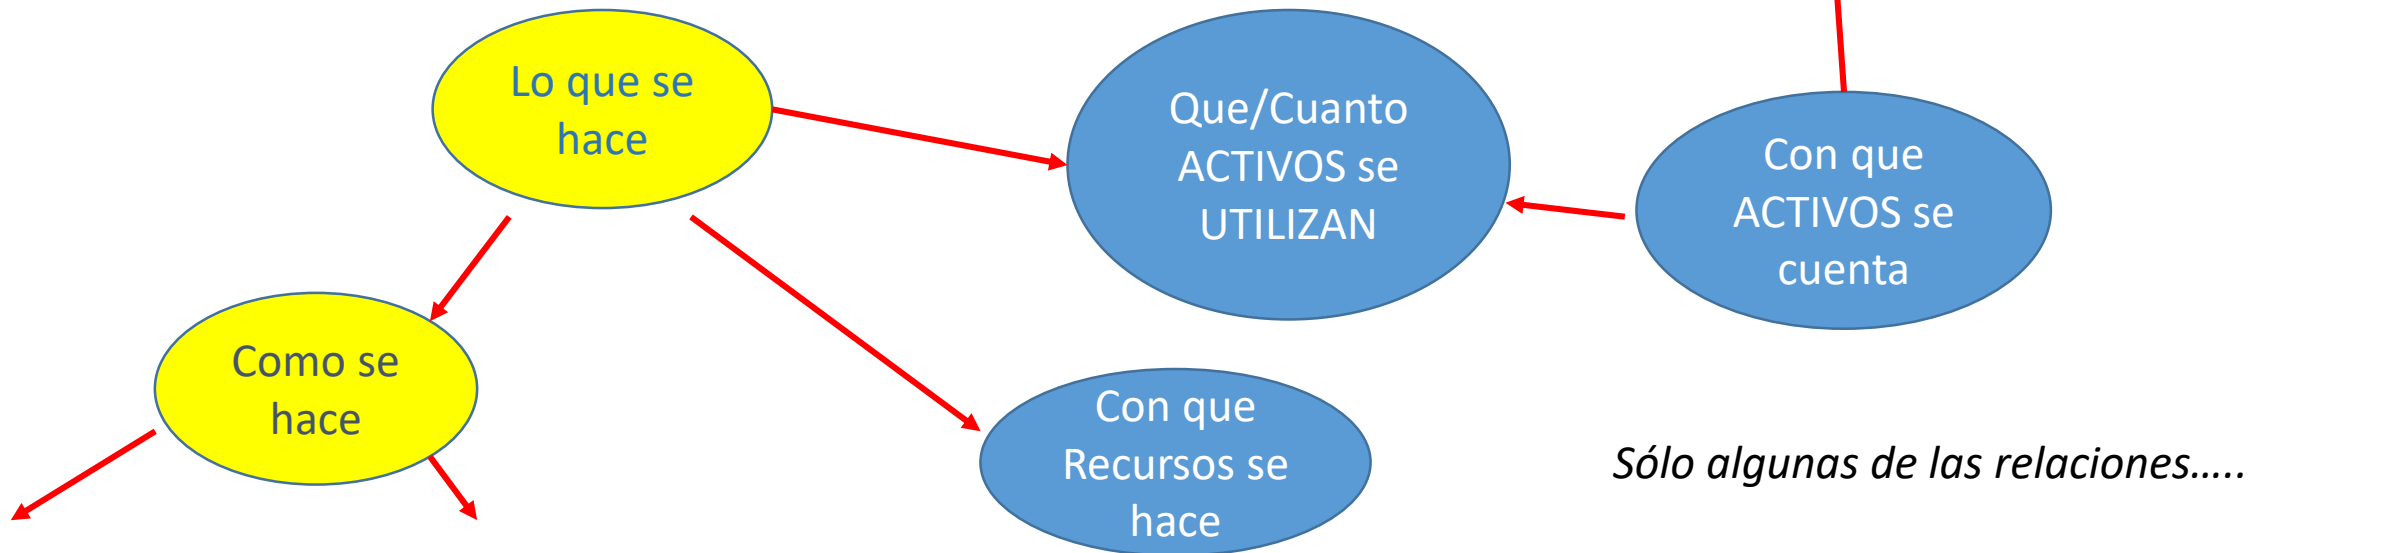 Lo que se
hace
Que/Cuanto
ACTIVOS se
UTILIZAN
Con que
ACTIVOS se
cuenta
Como se
hace
Con que
Recursos se
hace
Sólo algunas de las relaciones…..